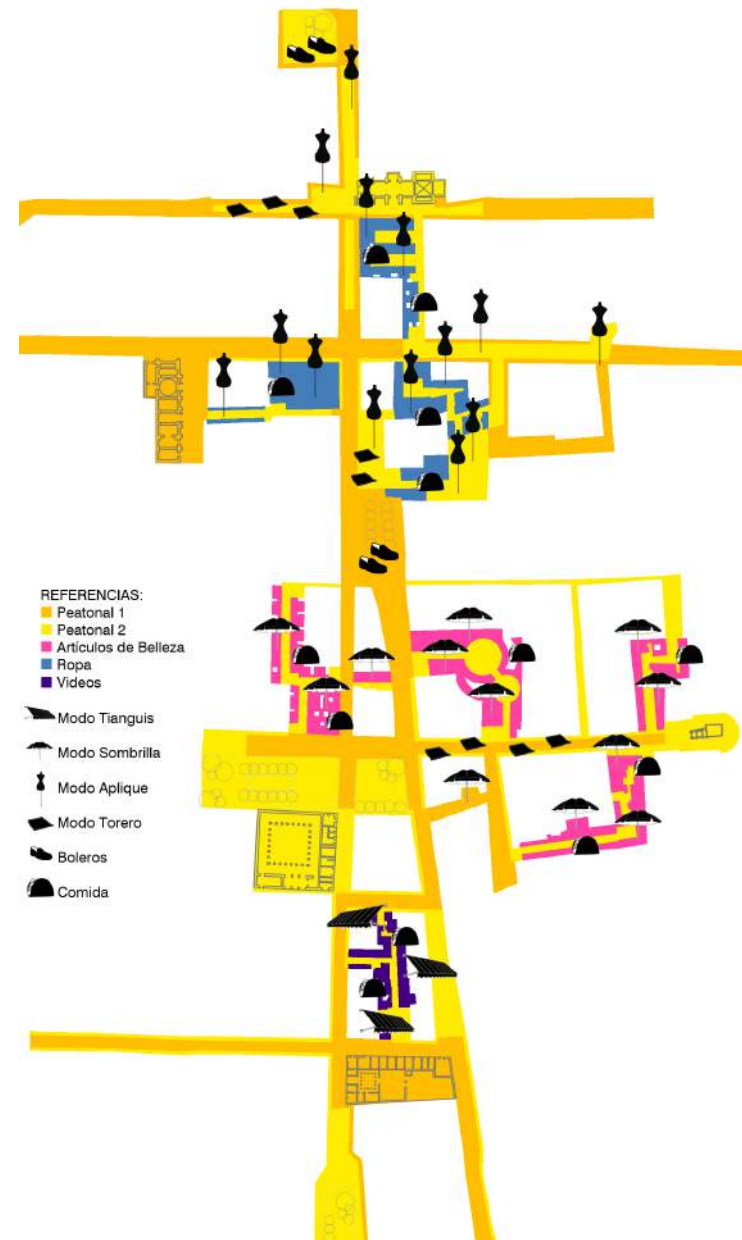 REFERENCIAS:
Peatonal 1
Peatonal 2
Artículos de Belleza
Ropa
Videos
Modo Tianguis
Modo Sombrilla
Modo Aplique
Modo Torero
Boleros
Comida